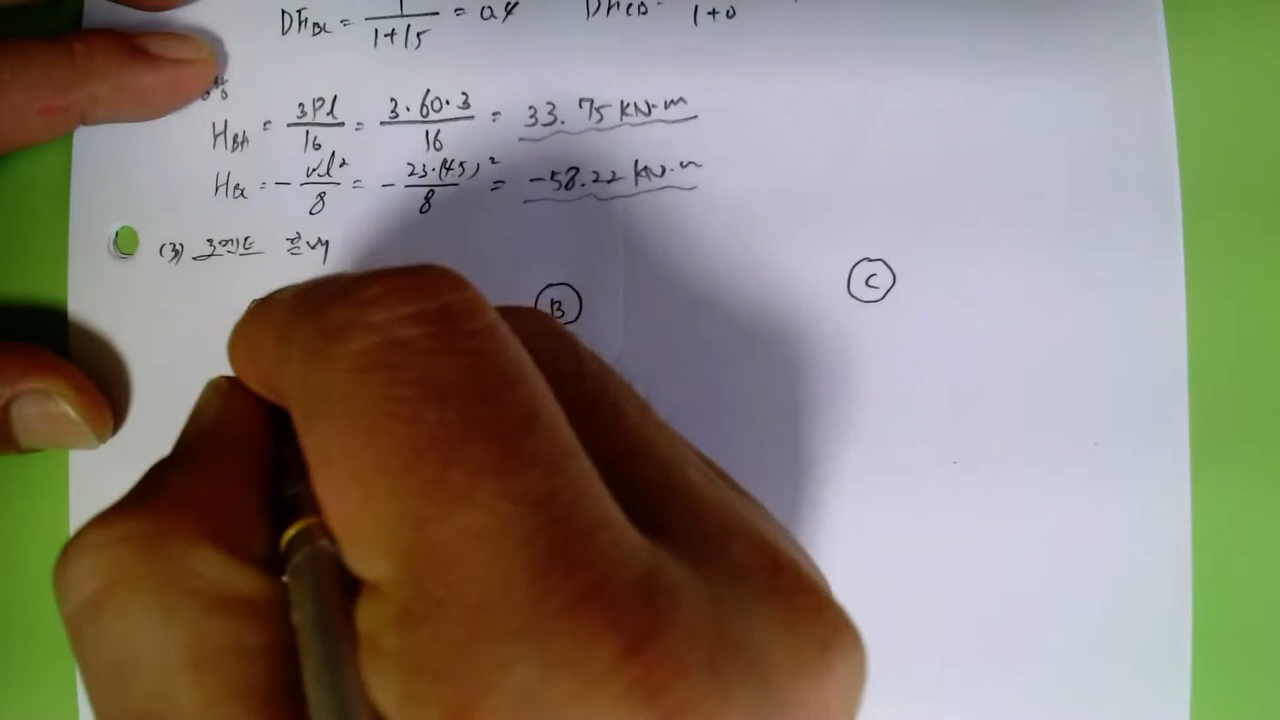 DF_BC = 1/(1+1.5) = 0.4 DF_CB = 1+0
H_BA = 3Pl/16 = 3·60·3/16 = 33.75 KN·m
= -wl²/8 = -23·(4.5)²/8 = -58.22 KN·m
(3) 모멘트 분배
B C